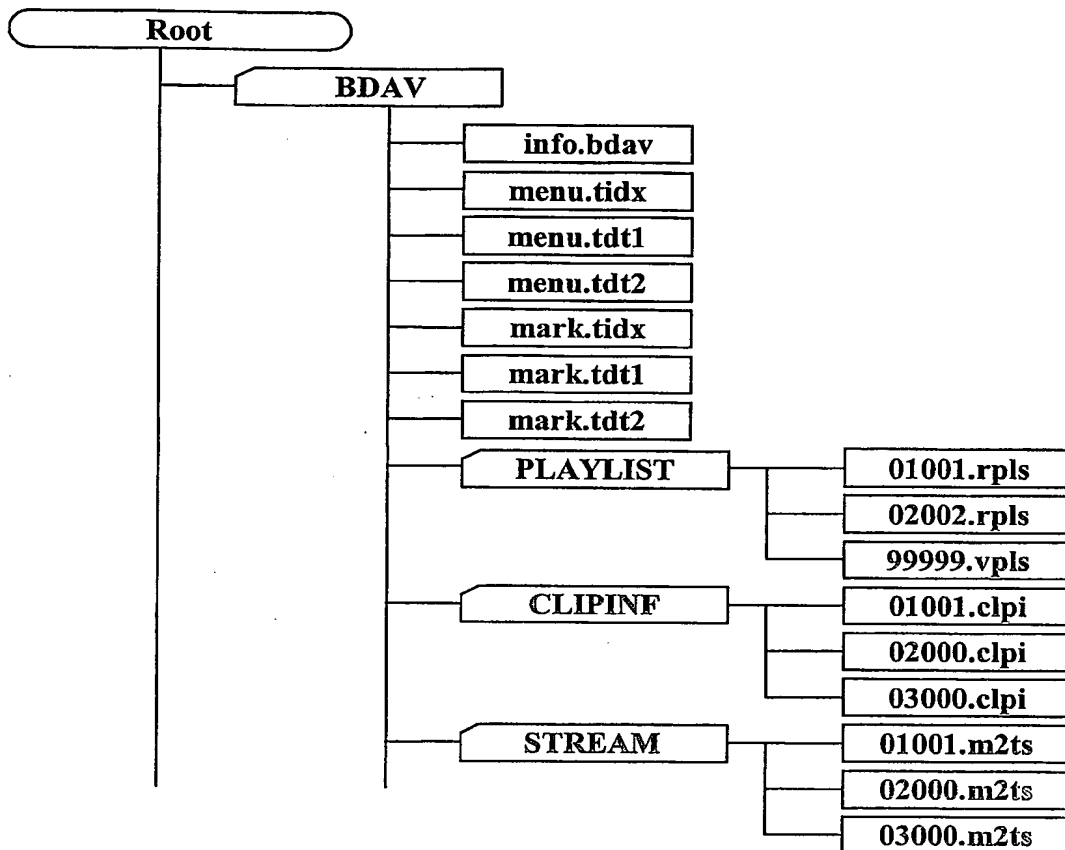 Root
BDAV
info.bdav
menu.tidx
menu.tdt1
menu.tdt2
mark.tidx
mark.tdt1
mark.tdt2
PLAYLIST
01001.rpls
02002.rpls
99999.vpls
CLIPINF
01001.clpi
02000.clpi
03000.clpi
STREAM
01001.m2ts
02000.m2ts
03000.m2ts